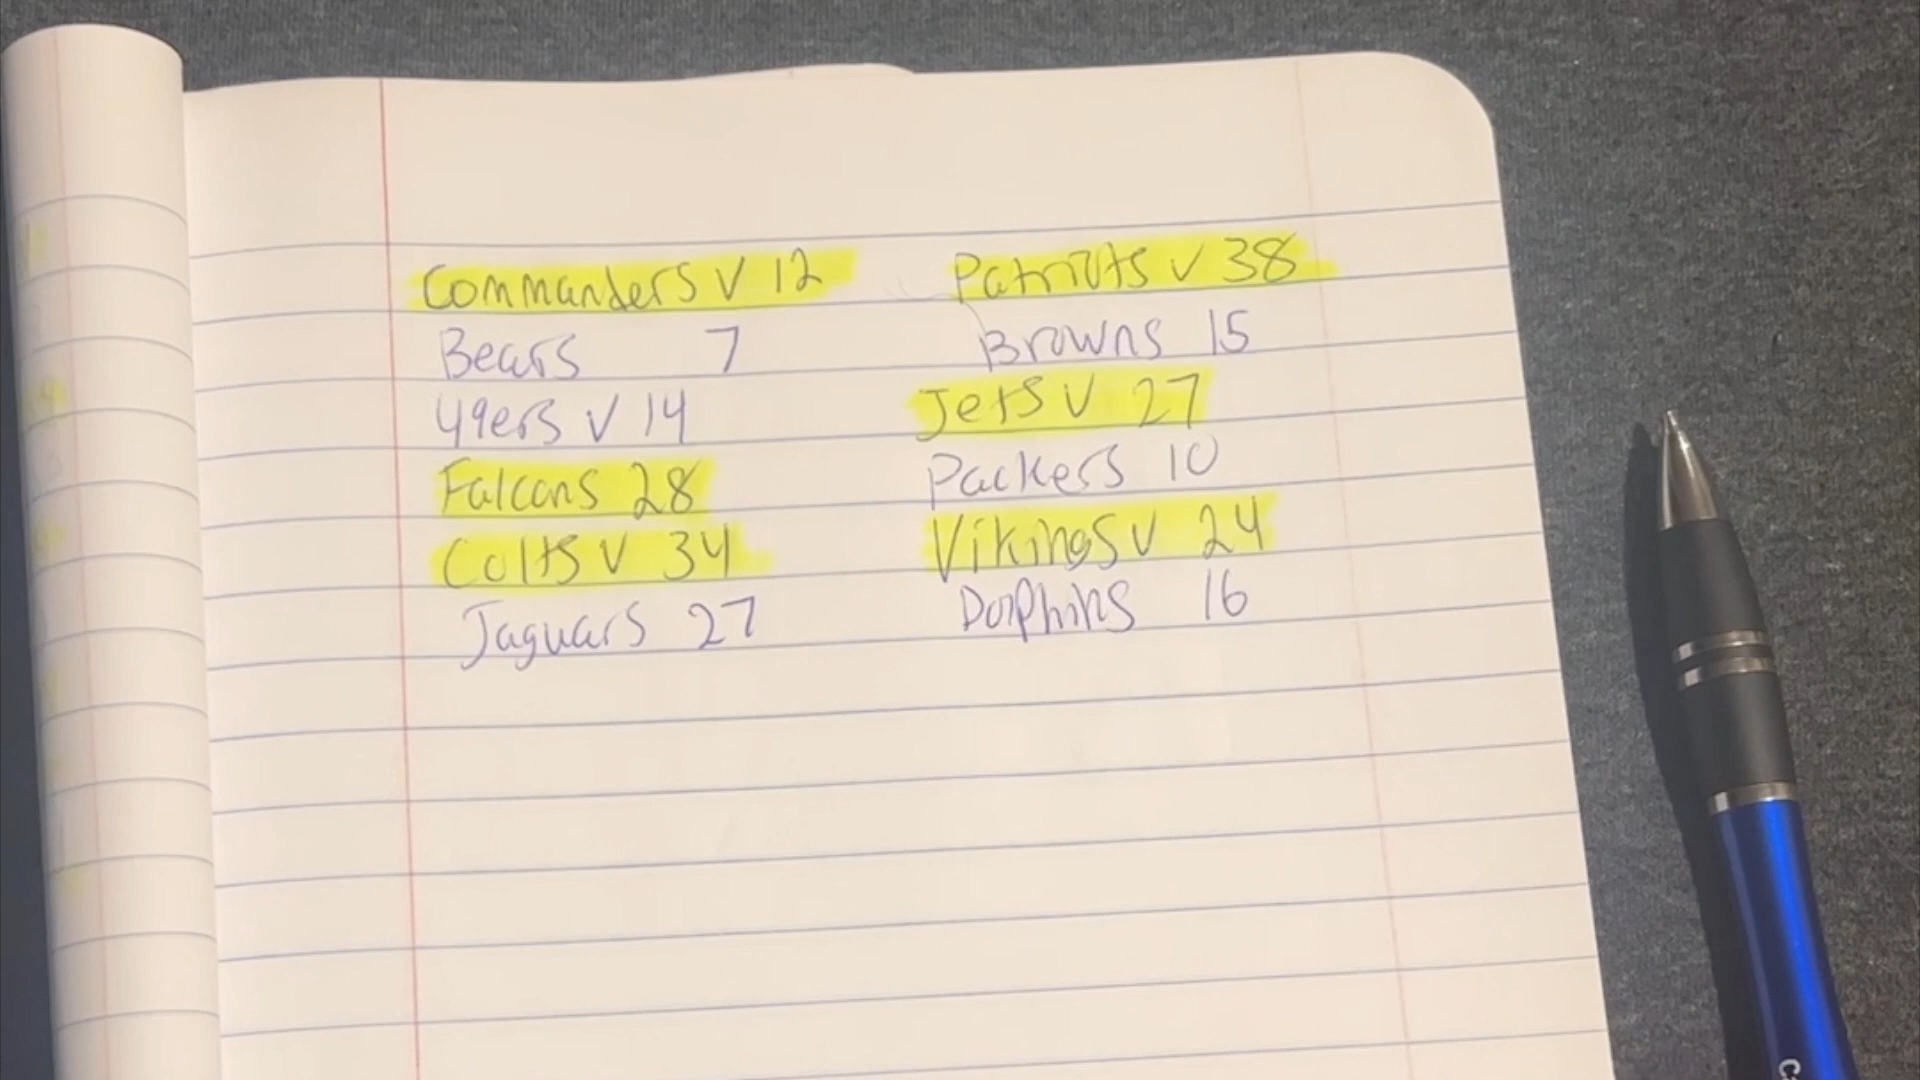 Commanders V 12
Bears 7
49ers V 14
Falcons 28
Colts V 34
Jaguars 27
Patriots V 38
Browns 15
Jets V 27
Packers 10
Vikings V 24
Dolphins 16